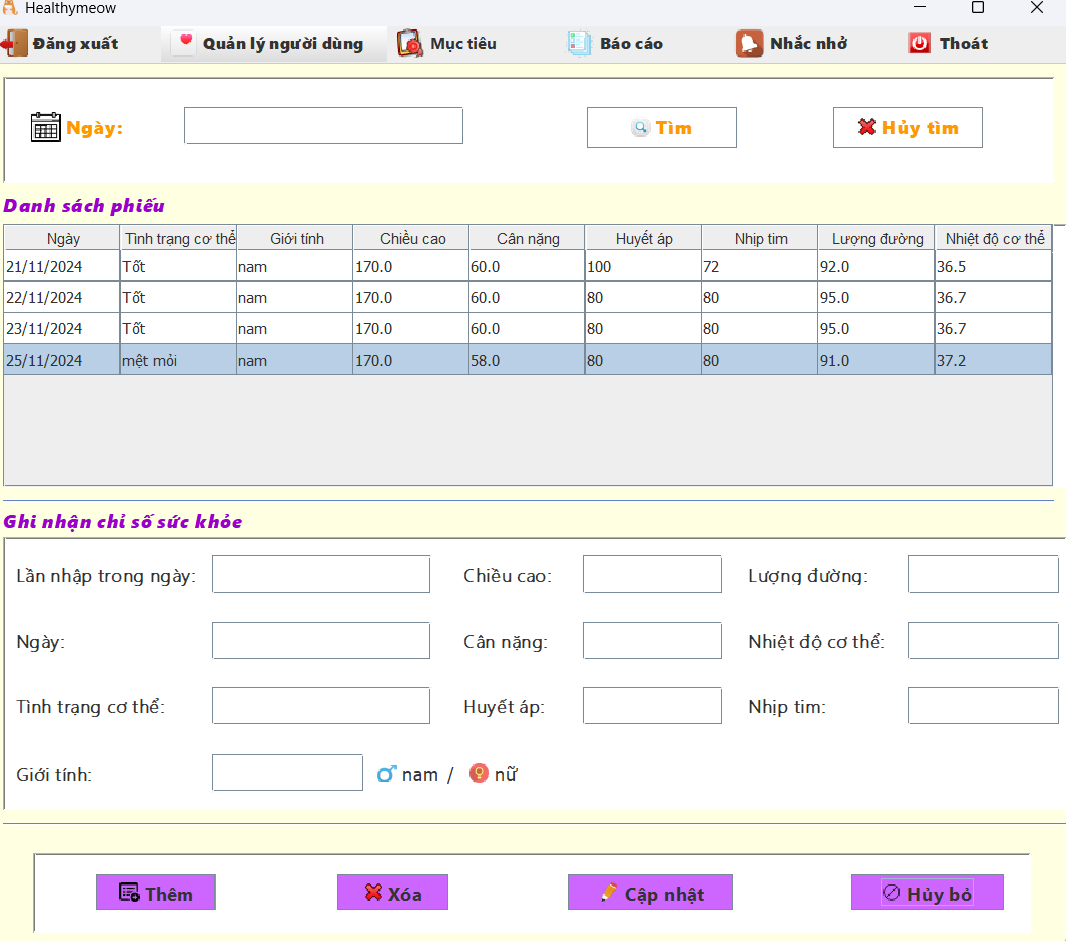 Healthymeow
Đăng xuất Quản lý người dùng Mục tiêu Báo cáo Nhắc nhở Thoát
Ngày: Tìm Hủy tìm
Danh sách phiếu
Ngày Tình trạng cơ thể Giới tính Chiều cao Cân nặng Huyết áp Nhịp tim Lượng đường Nhiệt độ cơ thể
21/11/2024 Tốt nam 170.0 60.0 100 72 92.0 36.5
22/11/2024 Tốt nam 170.0 60.0 80 80 95.0 36.7
23/11/2024 Tốt nam 170.0 60.0 80 80 95.0 36.7
25/11/2024 mệt mỏi nam 170.0 58.0 80 80 91.0 37.2
Ghi nhận chỉ số sức khỏe
Lần nhập trong ngày: Chiều cao: Lượng đường:
Ngày: Cân nặng: Nhiệt độ cơ thể:
Tình trạng cơ thể: Huyết áp: Nhịp tim:
Giới tính: nam / nữ
Thêm Xóa Cập nhật Hủy bỏ